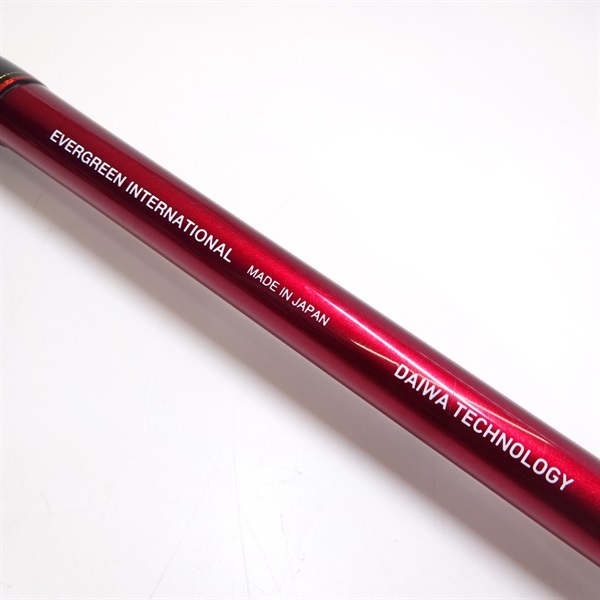 EVERGREEN INTERNATIONAL MADE IN JAPAN
DAIWA TECHNOLOGY